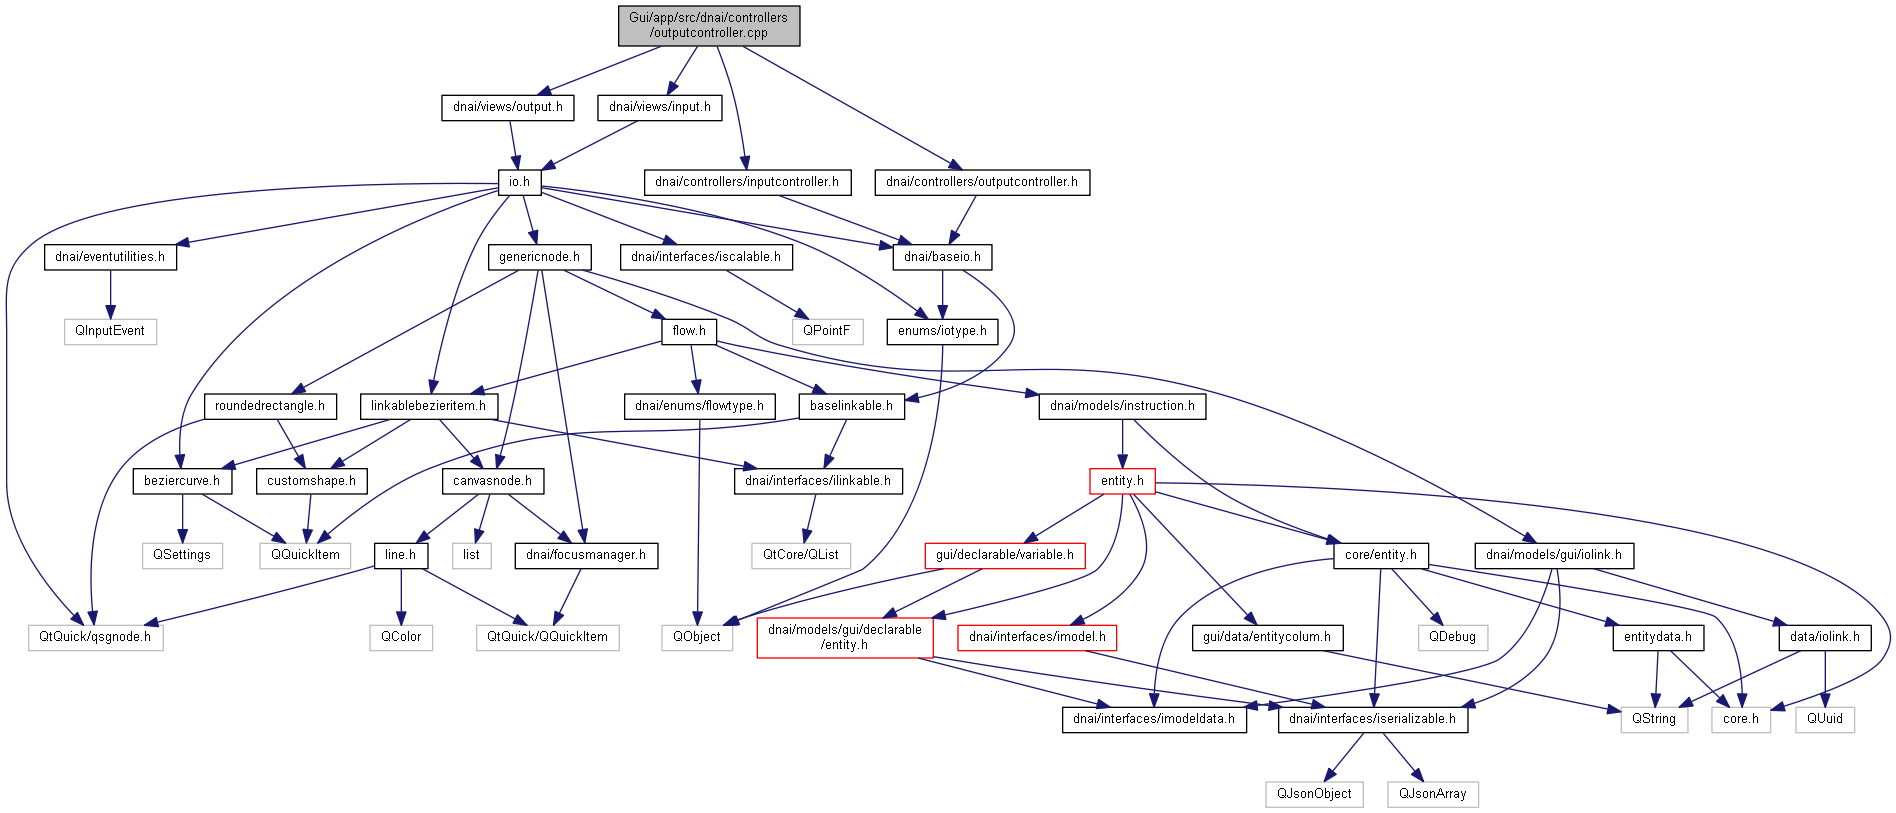 Gui/app/src/dnai/controllers
/outputcontroller.cpp
dnai/views/output.h
dnai/views/input.h
io.h
dnai/controllers/inputcontroller.h
dnai/controllers/outputcontroller.h
dnai/eventutilities.h
genericnode.h
dnai/interfaces/iscalable.h
dnai/baseio.h
QInputEvent
flow.h
QPointF
enums/iotype.h
roundedrectangle.h
linkablebezieritem.h
dnai/enums/flowtype.h
baselinkable.h
dnai/models/instruction.h
beziercurve.h
customshape.h
canvasnode.h
dnai/interfaces/ilinkable.h
entity.h
QSettings
QQuickItem
line.h
list
dnai/focusmanager.h
QtCore/QList
gui/declarable/variable.h
core/entity.h
dnai/models/gui/iolink.h
QtQuick/qsgnode.h
QColor
QtQuick/QQuickItem
QObject
dnai/models/gui/declarable
/entity.h
dnai/interfaces/imodel.h
gui/data/entitycolum.h
QDebug
entitydata.h
data/iolink.h
dnai/interfaces/imodeldata.h
dnai/interfaces/iserializable.h
QString
core.h
QUuid
QJsonObject
QJsonArray